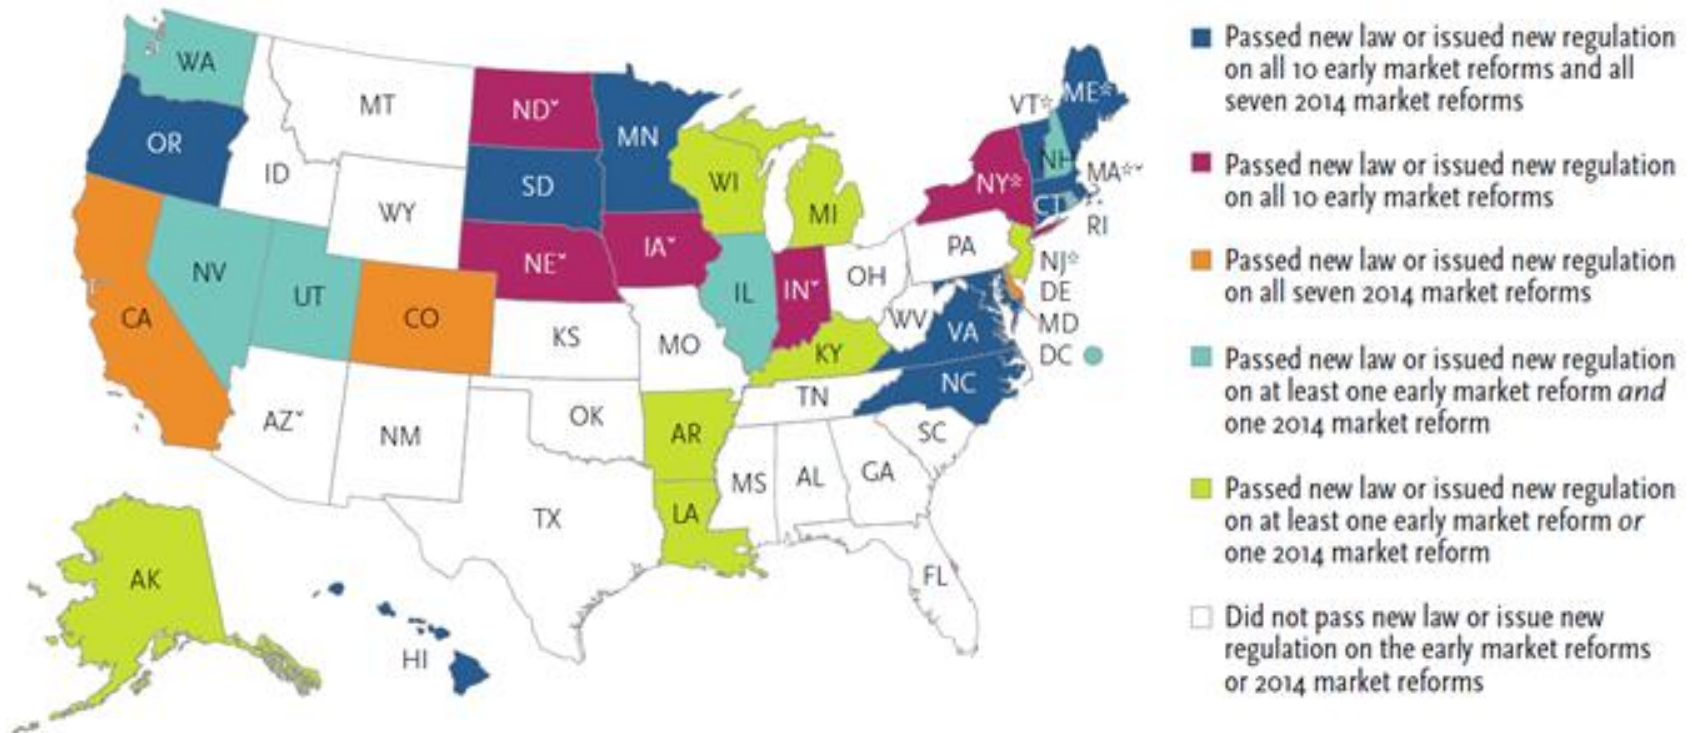 WA
MT
ND˅
MN
VT☆
ME☆
OR
ID
SD
WI
MI
NH
NY☆
MA☆˅
WY
CT
RI
NE˅
IA˅
PA
NJ☆
NV
UT
CO
IL
IN˅
OH
DE
CA
KS
MO
WV
VA
MD
KY
DC
NC
AZ˅
NM
OK
AR
TN
SC
MS
AL
GA
TX
LA
AK
FL
HI
Passed new law or issued new regulation
on all 10 early market reforms and all
seven 2014 market reforms
Passed new law or issued new regulation
on all 10 early market reforms
Passed new law or issued new regulation
on all seven 2014 market reforms
Passed new law or issued new regulation
on at least one early market reform and
one 2014 market reform
Passed new law or issued new regulation
on at least one early market reform or
one 2014 market reform
Did not pass new law or issue new
regulation on the early market reforms
or 2014 market reforms